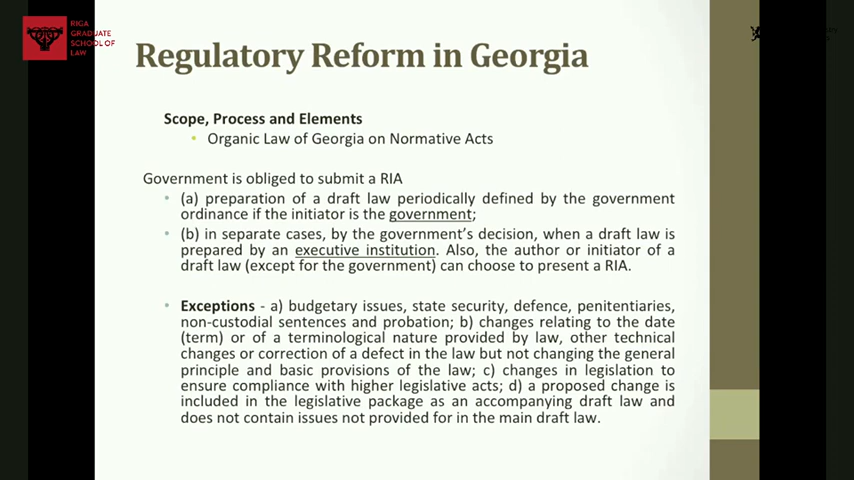 RIGA
GRADUATE
SCHOOL OF
LAW
Regulatory Reform in Georgia
Scope, Process and Elements
• Organic Law of Georgia on Normative Acts
Government is obliged to submit a RIA
• (a) preparation of a draft law periodically defined by the government
ordinance if the initiator is the government;
• (b) in separate cases, by the government's decision, when a draft law is
prepared by an executive institution. Also, the author or initiator of a
draft law (except for the government) can choose to present a RIA.
• Exceptions - a) budgetary issues, state security, defence, penitentiaries,
non-custodial sentences and probation; b) changes relating to the date
(term) or of a terminological nature provided by law, other technical
changes or correction of a defect in the law but not changing the general
principle and basic provisions of the law; c) changes in legislation to
ensure compliance with higher legislative acts; d) a proposed change is
included in the legislative package as an accompanying draft law and
does not contain issues not provided for in the main draft law.